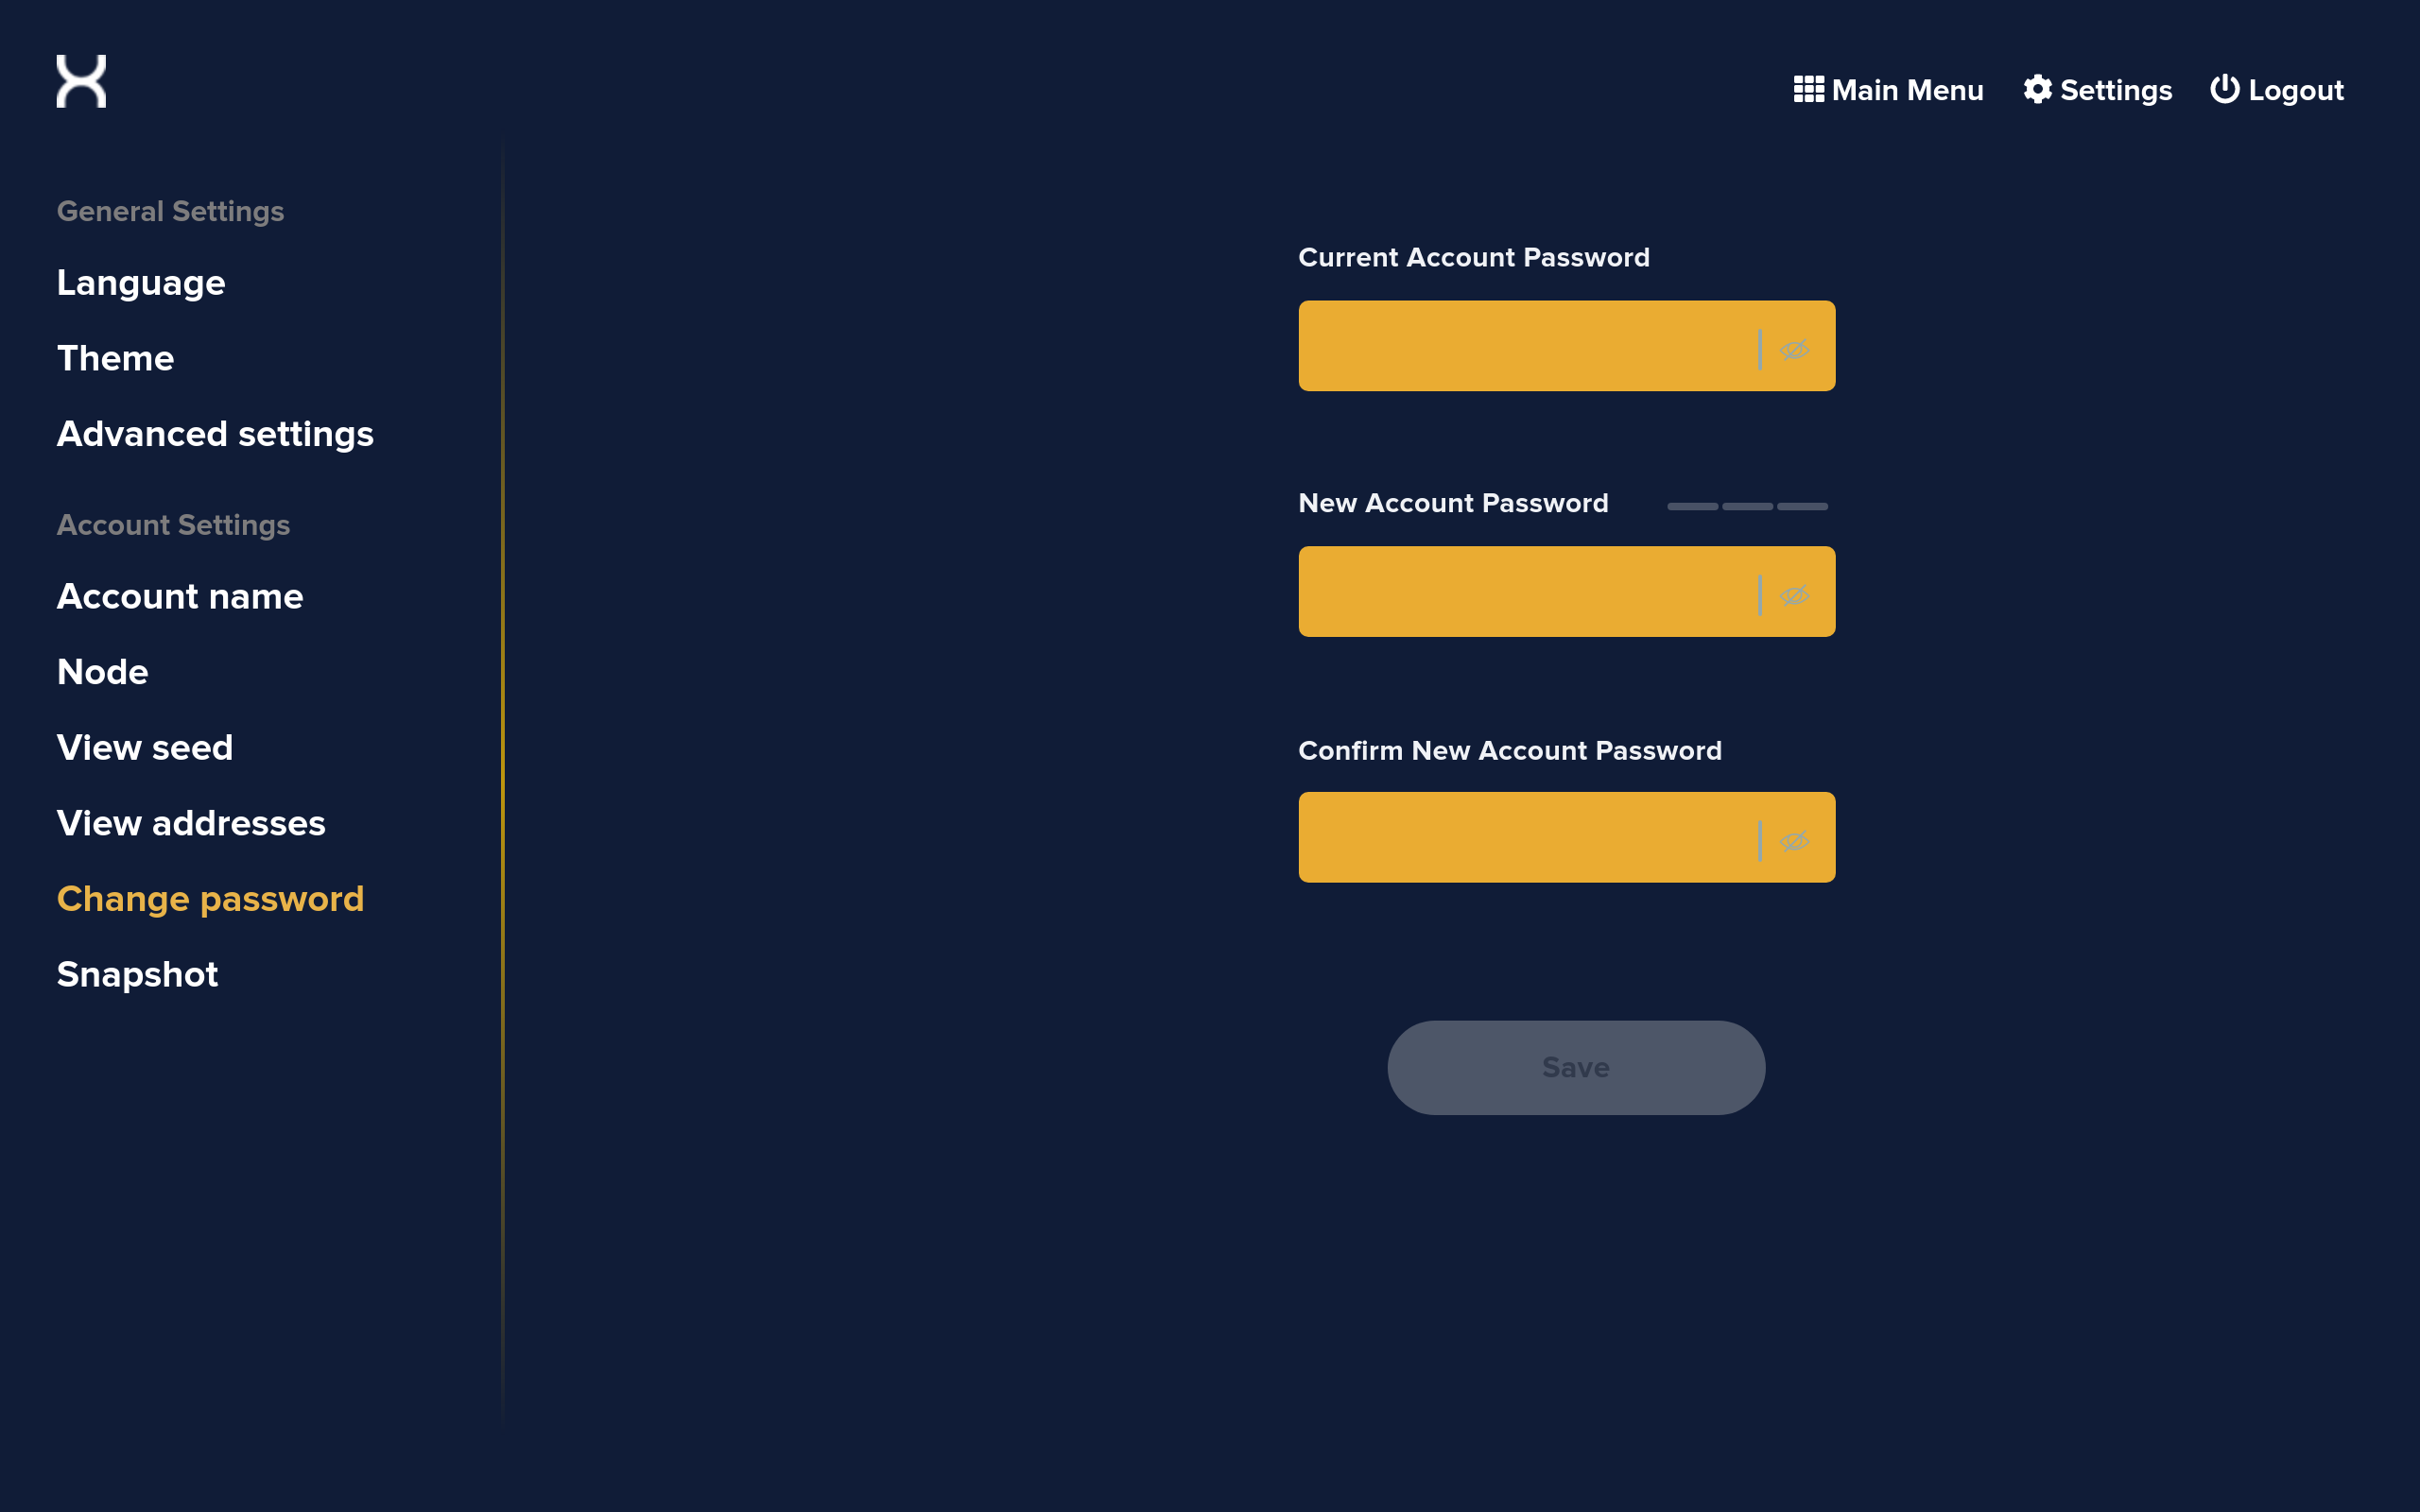 Main Menu
Settings
Logout
General Settings
Language
Theme
Advanced settings
Account Settings
Account name
Node
View seed
View addresses
Change password
Snapshot
Current Account Password
New Account Password
Confirm New Account Password
Save